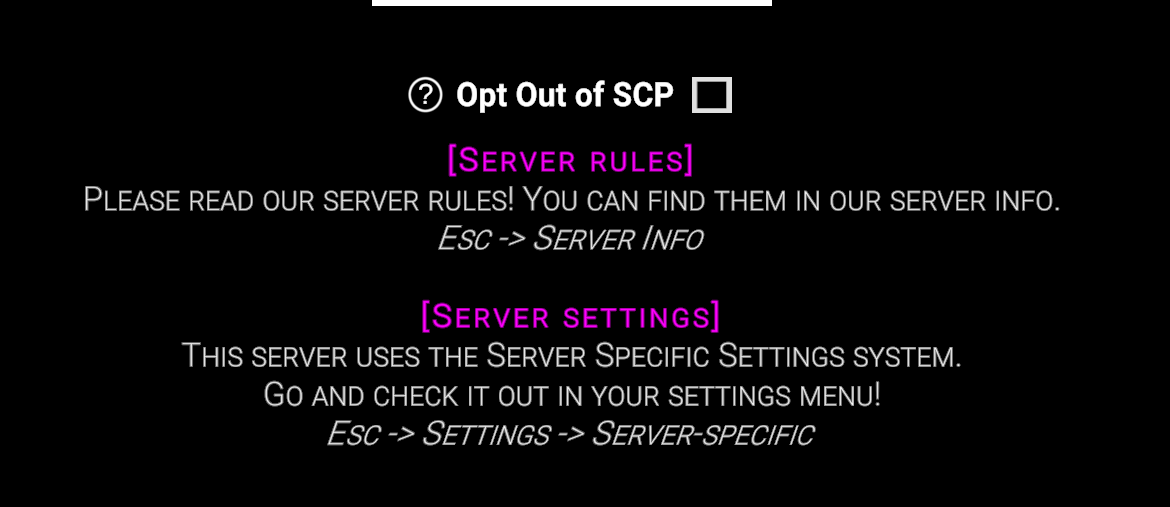 Opt Out of SCP
[Server rules]
Please read our server rules! You can find them in our server info.
Esc -> Server Info
[Server settings]
This server uses the Server Specific Settings system.
Go and check it out in your settings menu!
Esc -> Settings -> Server-specific